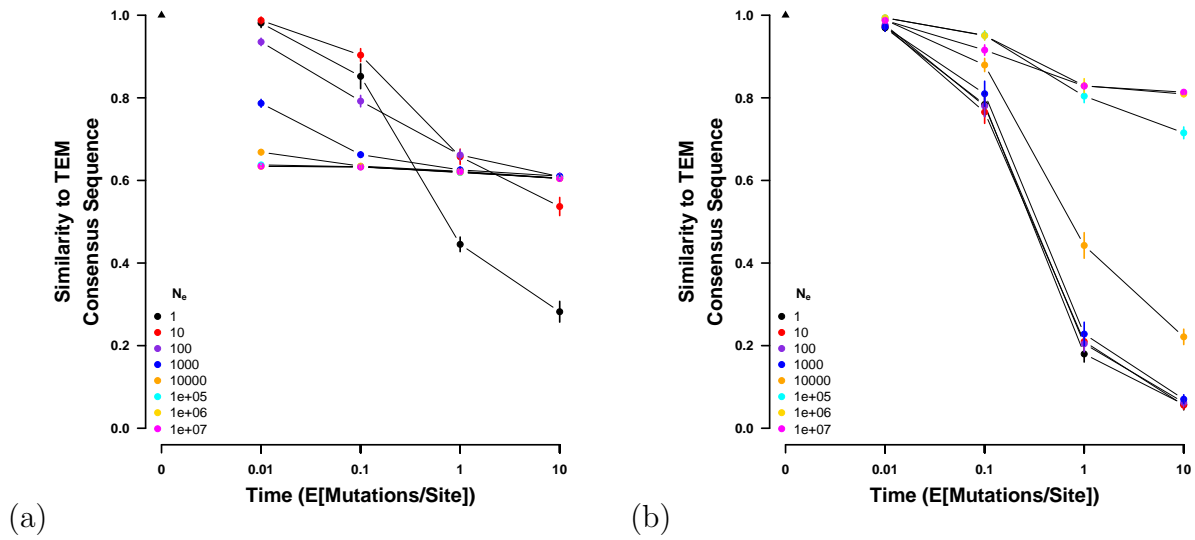 1.0
0.8
0.6
0.4
0.2
0.0
Similarity to TEM
Consensus Sequence
Nₑ
1
10
100
1000
10000
1e+05
1e+06
1e+07
0 0.01 0.1 1 10
Time (E[Mutations/Site])
(a)
1.0
0.8
0.6
0.4
0.2
0.0
Similarity to TEM
Consensus Sequence
Nₑ
1
10
100
1000
10000
1e+05
1e+06
1e+07
0 0.01 0.1 1 10
Time (E[Mutations/Site])
(b)